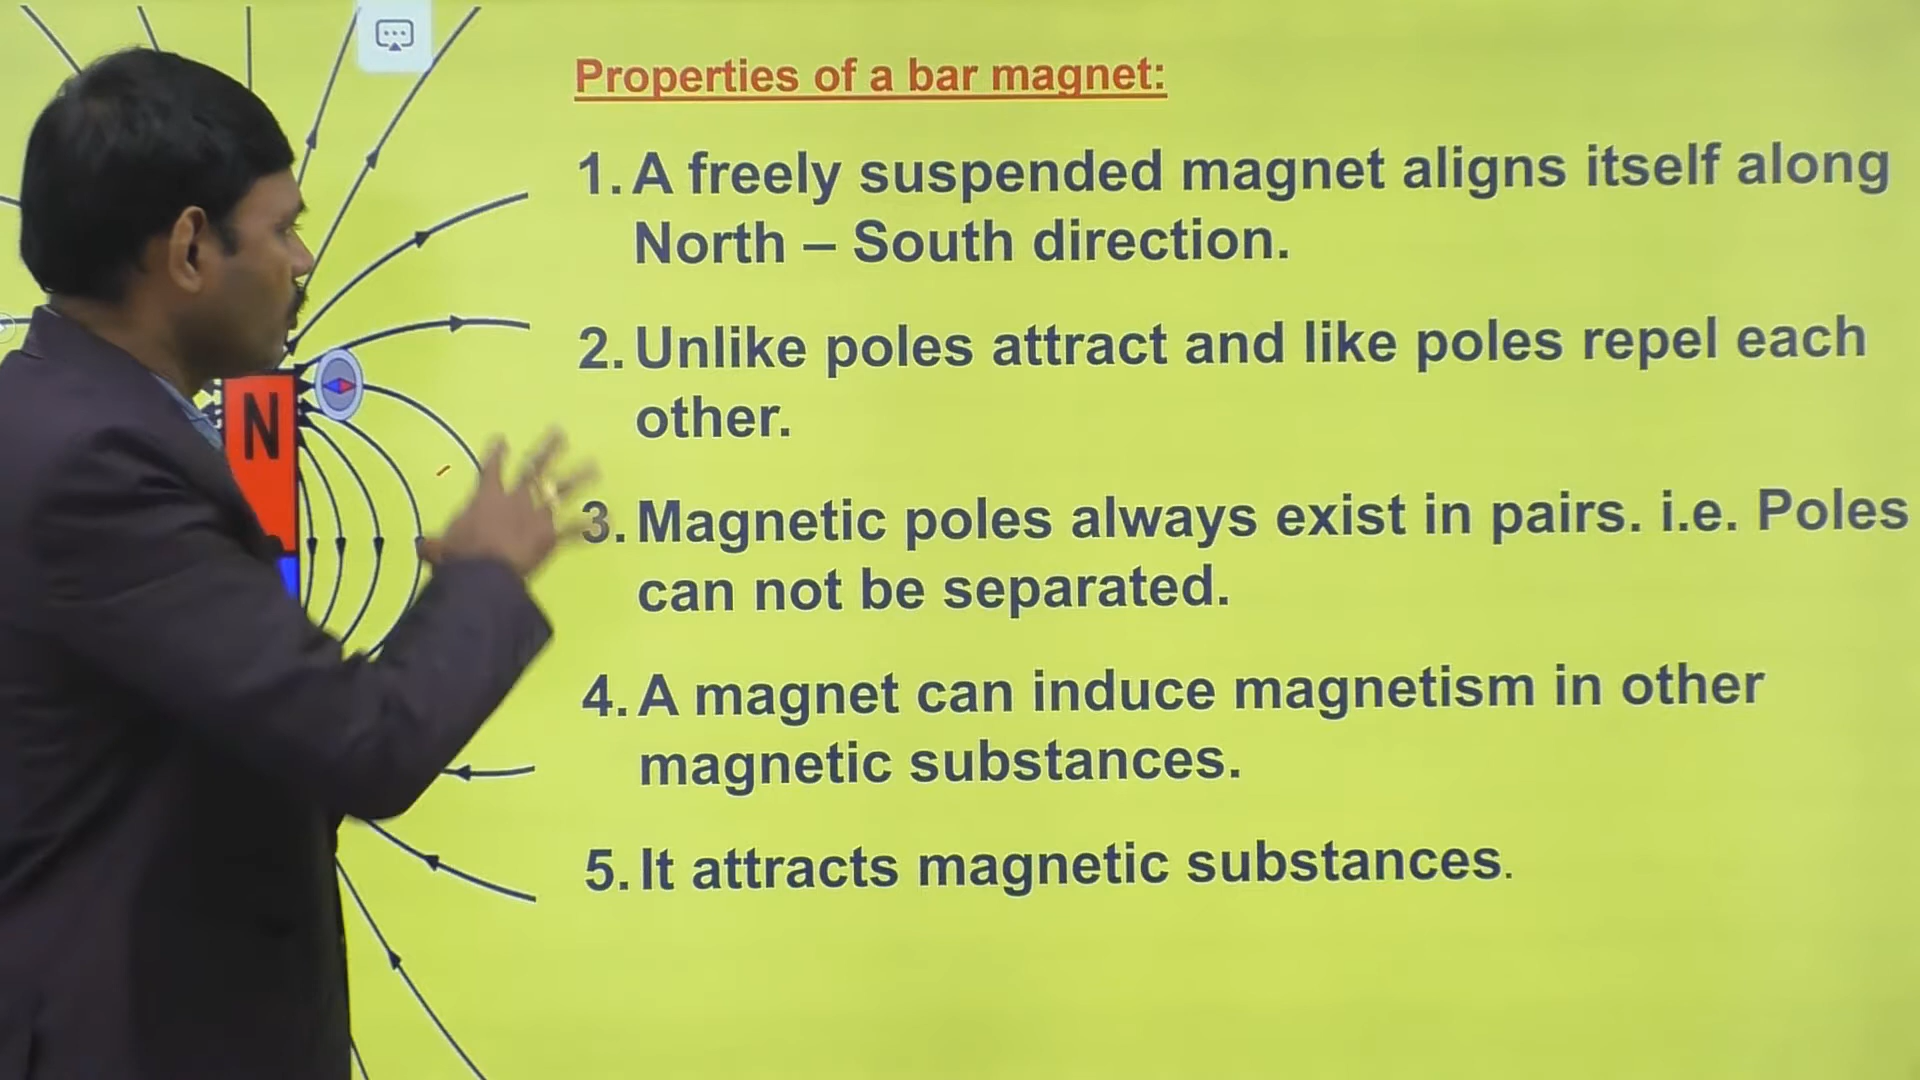 Properties of a bar magnet:
1. A freely suspended magnet aligns itself along
North – South direction.
2. Unlike poles attract and like poles repel each
other.
N
3. Magnetic poles always exist in pairs. i.e. Poles
can not be separated.
4. A magnet can induce magnetism in other
magnetic substances.
5. It attracts magnetic substances.